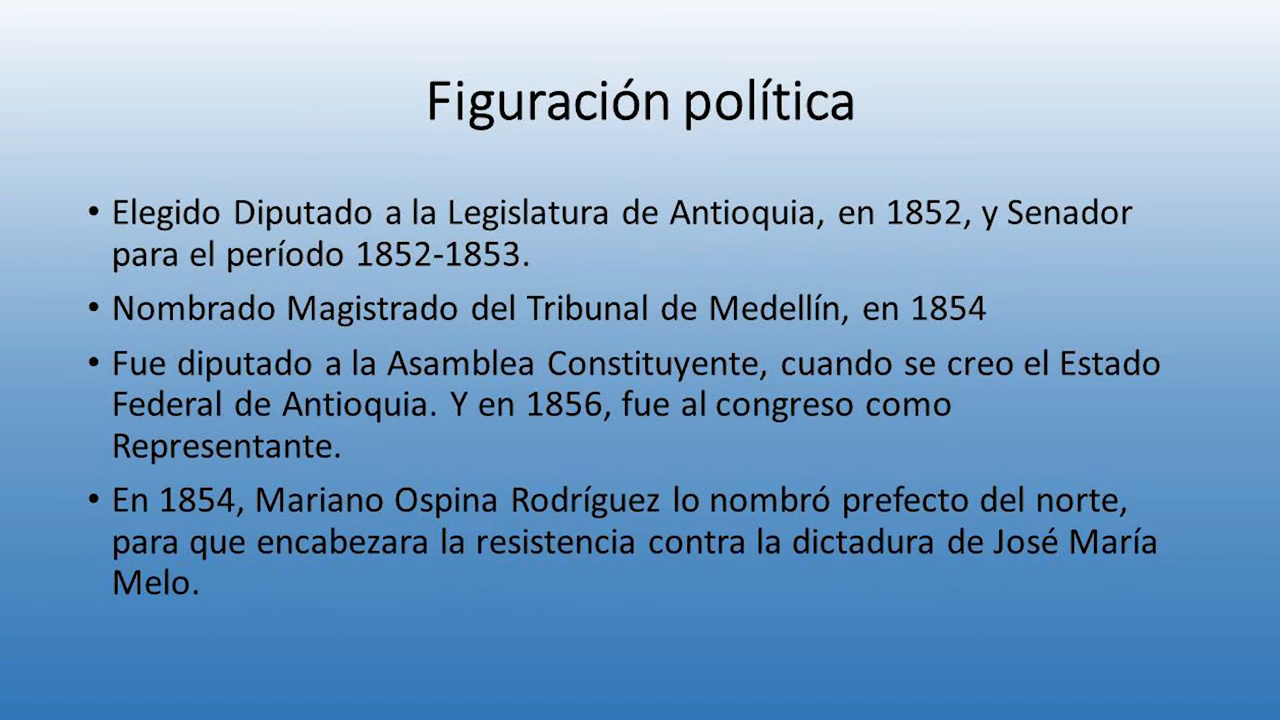 Figuración política
• Elegido Diputado a la Legislatura de Antioquia, en 1852, y Senador
para el período 1852-1853.
• Nombrado Magistrado del Tribunal de Medellín, en 1854
• Fue diputado a la Asamblea Constituyente, cuando se creo el Estado
Federal de Antioquia. Y en 1856, fue al congreso como
Representante.
• En 1854, Mariano Ospina Rodríguez lo nombró prefecto del norte,
para que encabezara la resistencia contra la dictadura de José María
Melo.